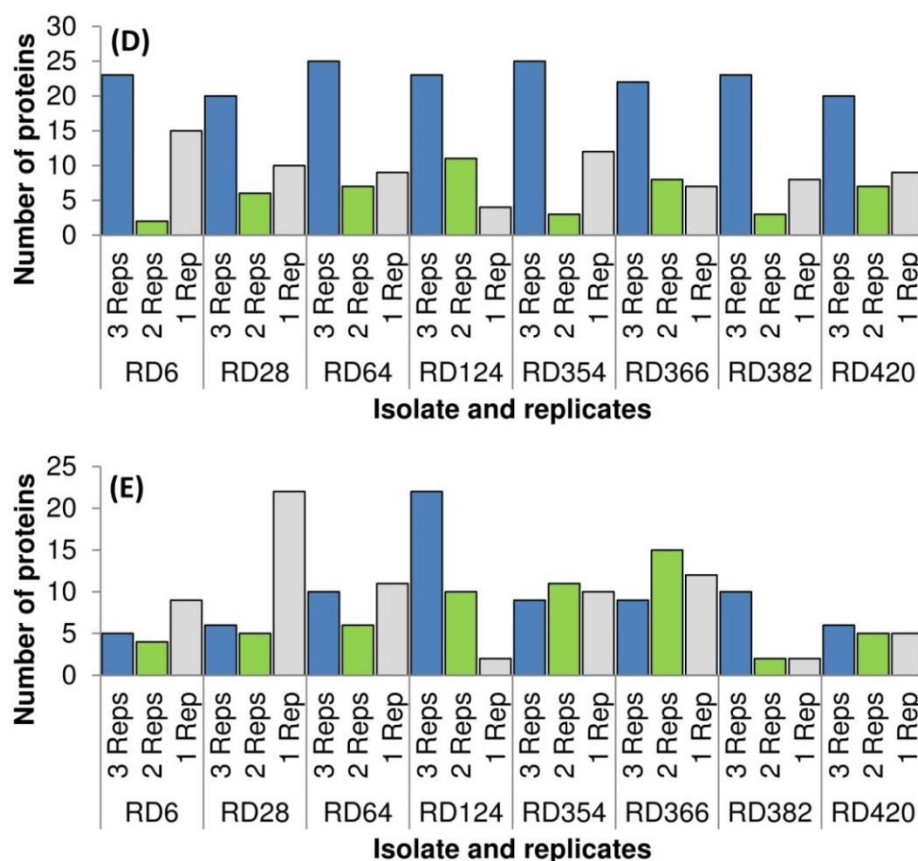 (D)
Number of proteins
30
25
20
15
10
5
0
3 Reps 2 Reps 1 Rep 3 Reps 2 Reps 1 Rep 3 Reps 2 Reps 1 Rep 3 Reps 2 Reps 1 Rep 3 Reps 2 Reps 1 Rep 3 Reps 2 Reps 1 Rep 3 Reps 2 Reps 1 Rep 3 Reps 2 Reps 1 Rep
RD6 RD28 RD64 RD124 RD354 RD366 RD382 RD420
Isolate and replicates
(E)
Number of proteins
25
20
15
10
5
0
3 Reps 2 Reps 1 Rep 3 Reps 2 Reps 1 Rep 3 Reps 2 Reps 1 Rep 3 Reps 2 Reps 1 Rep 3 Reps 2 Reps 1 Rep 3 Reps 2 Reps 1 Rep 3 Reps 2 Reps 1 Rep 3 Reps 2 Reps 1 Rep
RD6 RD28 RD64 RD124 RD354 RD366 RD382 RD420
Isolate and replicates